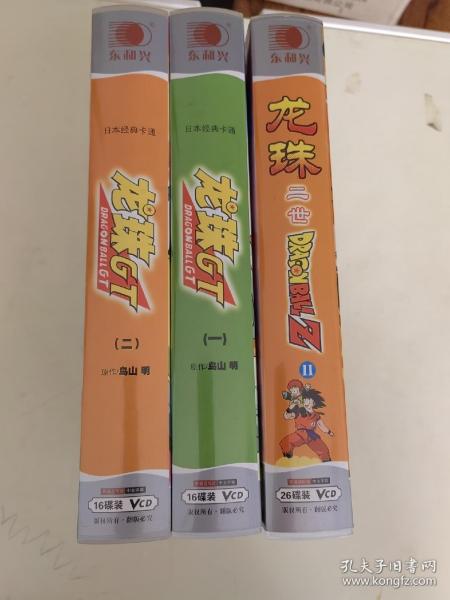 东和兴
日本经典卡通
龙珠GT
DRAGONBALL GT
(二)
原作/鸟山 明
16碟装 VCD
版权所有·翻版必究
东和兴
日本经典卡通
龙珠GT
DRAGONBALL GT
(一)
原作/鸟山 明
16碟装 VCD
版权所有·翻版必究
东和兴
龙珠
二世
DRAGONBALL Z
II
26碟装 VCD
版权所有·翻版必究
孔夫子旧书网
www.kongfz.com